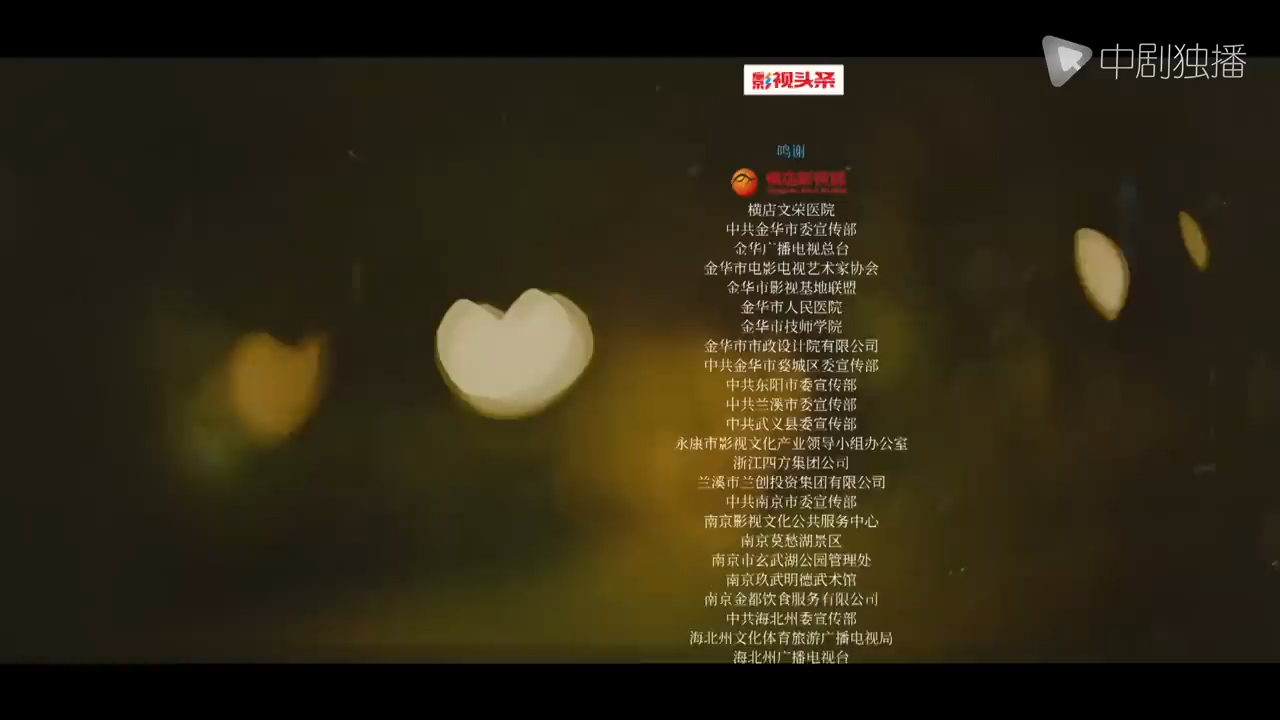 中剧独播
影视头条
鸣谢
横店影视城
横店文荣医院
中共金华市委宣传部
金华广播电视总台
金华市电影电视艺术家协会
金华市影视基地联盟
金华市人民医院
金华市技师学院
金华市市政设计院有限公司
中共金华市婺城区委宣传部
中共东阳市委宣传部
中共兰溪市委宣传部
中共武义县委宣传部
永康市影视文化产业领导小组办公室
浙江四方集团公司
兰溪市兰创投资集团有限公司
中共南京市委宣传部
南京影视文化公共服务中心
南京莫愁湖景区
南京市玄武湖公园管理处
南京玖武明德武术馆
南京金都饮食服务有限公司
中共海北州委宣传部
海北州文化体育旅游广播电视局
海北州广播电视台